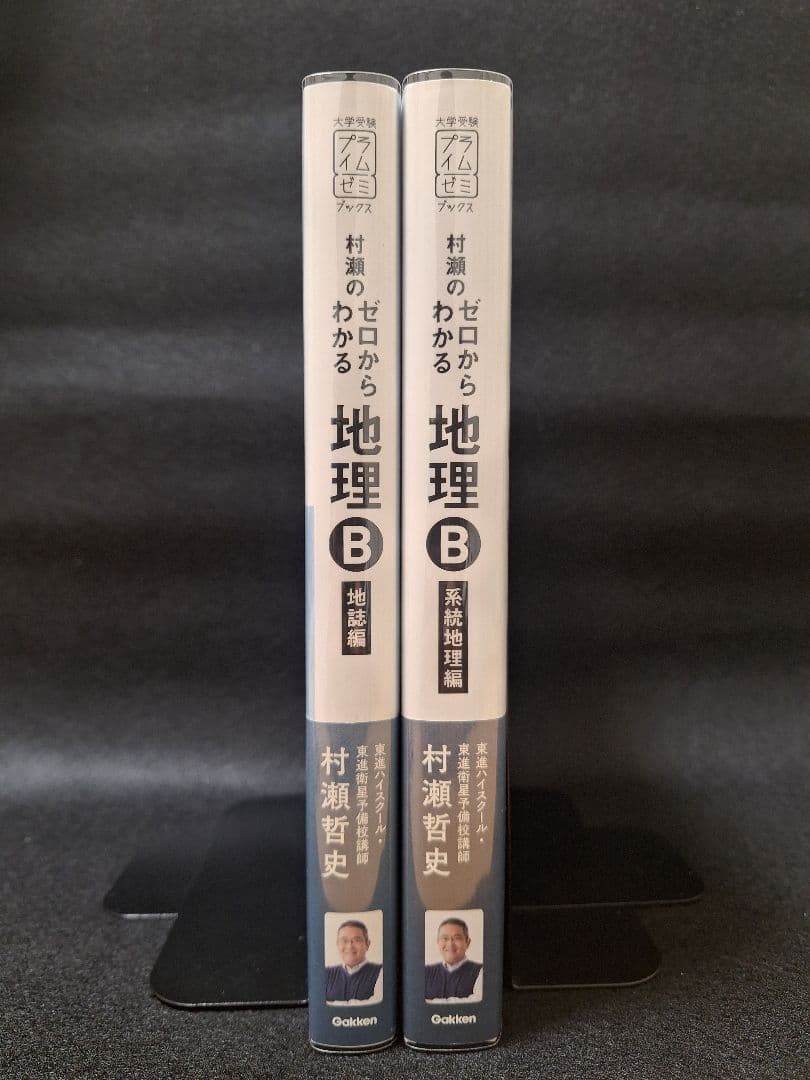 大学受験
プライムゼミ
ブックス
村瀬の
ゼロから
わかる
地理
B
地誌編
東進ハイスクール・
東進衛星予備校講師
村瀬哲史
Gakken
大学受験
プライムゼミ
ブックス
村瀬の
ゼロから
わかる
地理
B
系統地理編
東進ハイスクール・
東進衛星予備校講師
村瀬哲史
Gakken